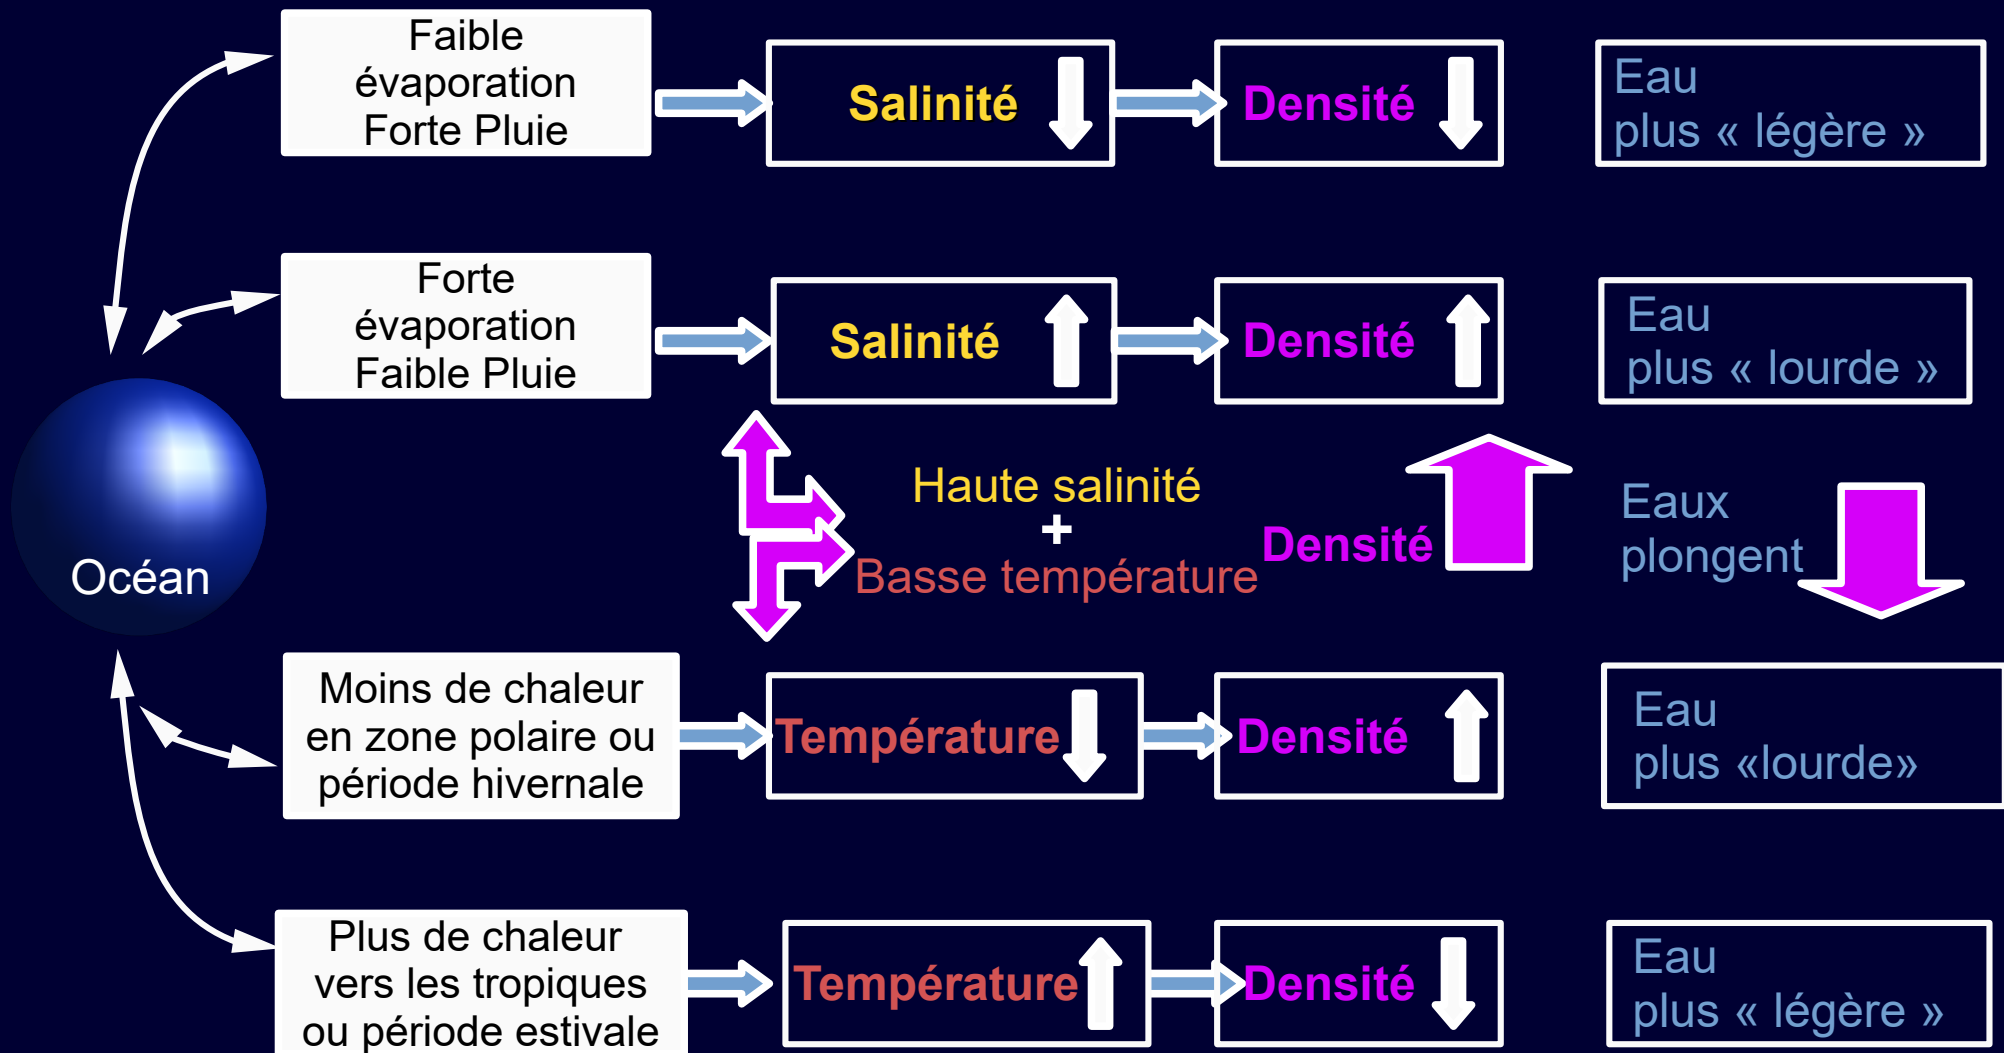 Faible
évaporation
Forte Pluie
Salinité
Densité
Eau
plus « légère »
Forte
évaporation
Faible Pluie
Salinité
Densité
Eau
plus « lourde »
Océan
Haute salinité
+
Basse température
Densité
Eaux
plongent
Moins de chaleur
en zone polaire ou
période hivernale
Température
Densité
Eau
plus «lourde»
Plus de chaleur
vers les tropiques
ou période estivale
Température
Densité
Eau
plus « légère »